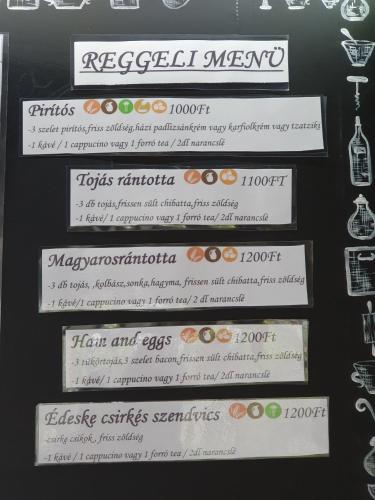 REGGELI MENÜ
Pirítós 1000Ft
-3 szelet pirítós,friss zöldség,házi padlizsánkrém vagy karfiolkrém vagy tzatziki
-1 kávé / 1 cappucino vagy 1 forró tea / 2dl narancslé
Tojás rántotta 1100FT
-3 db tojás,frissen sült chibatta,friss zöldség
-1 kávé/ 1 cappucino vagy 1 forró tea/ 2dl narancslé
Magyarosrántotta 1200Ft
-3 db tojás, ,kolbász,sonka,hagyma, frissen sült chibatta,friss zöldség
-1 kávé/1 cappucino vagy 1 forró tea/ 2 dl narancslé
Ham and eggs 1200Ft
-3 tükörtojás,3 szelet bacon,frissen sült chibatta,friss zöldség
-1 kávé/ 1 cappucino vagy 1 forró tea/ 2dl narancslé
Édeske csirkés szendvics 1200Ft
-csirke csíkok , friss zöldség
-1 kávé / 1 cappucino vagy 1 forró tea / 2dl narancslé